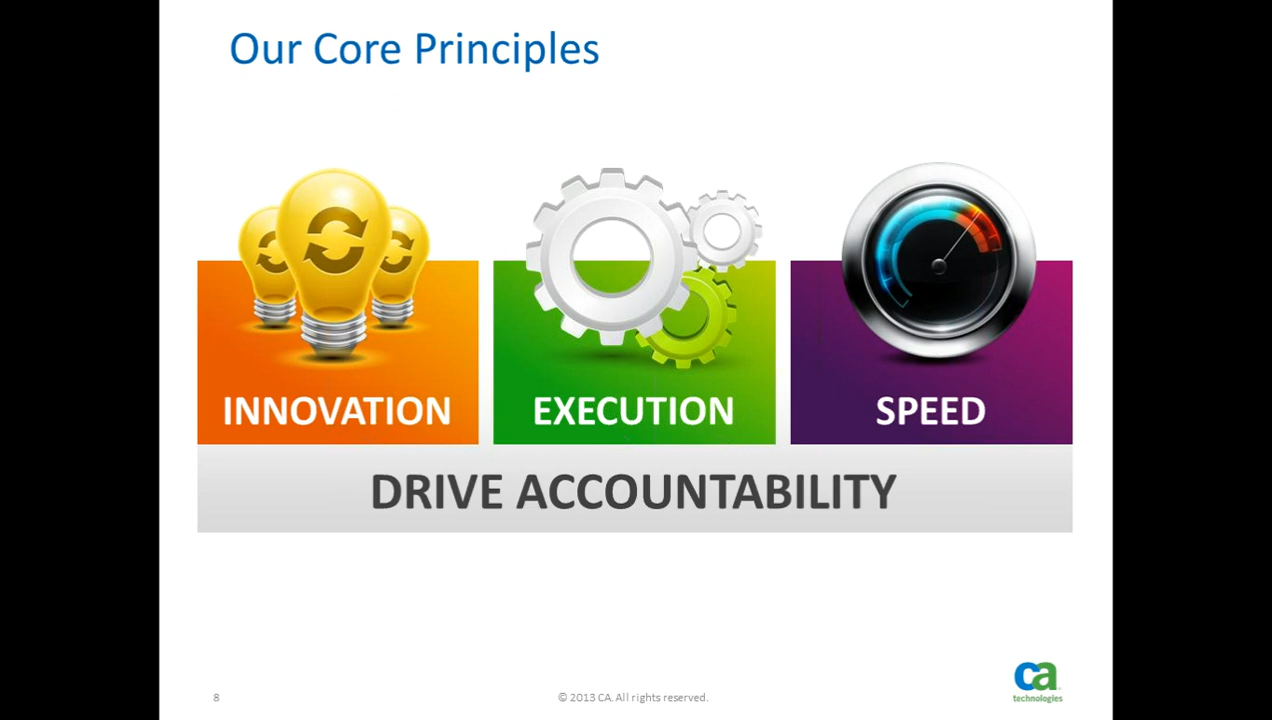 Our Core Principles
INNOVATION
EXECUTION
SPEED
DRIVE ACCOUNTABILITY
8
© 2013 CA. All rights reserved.
ca
technologies